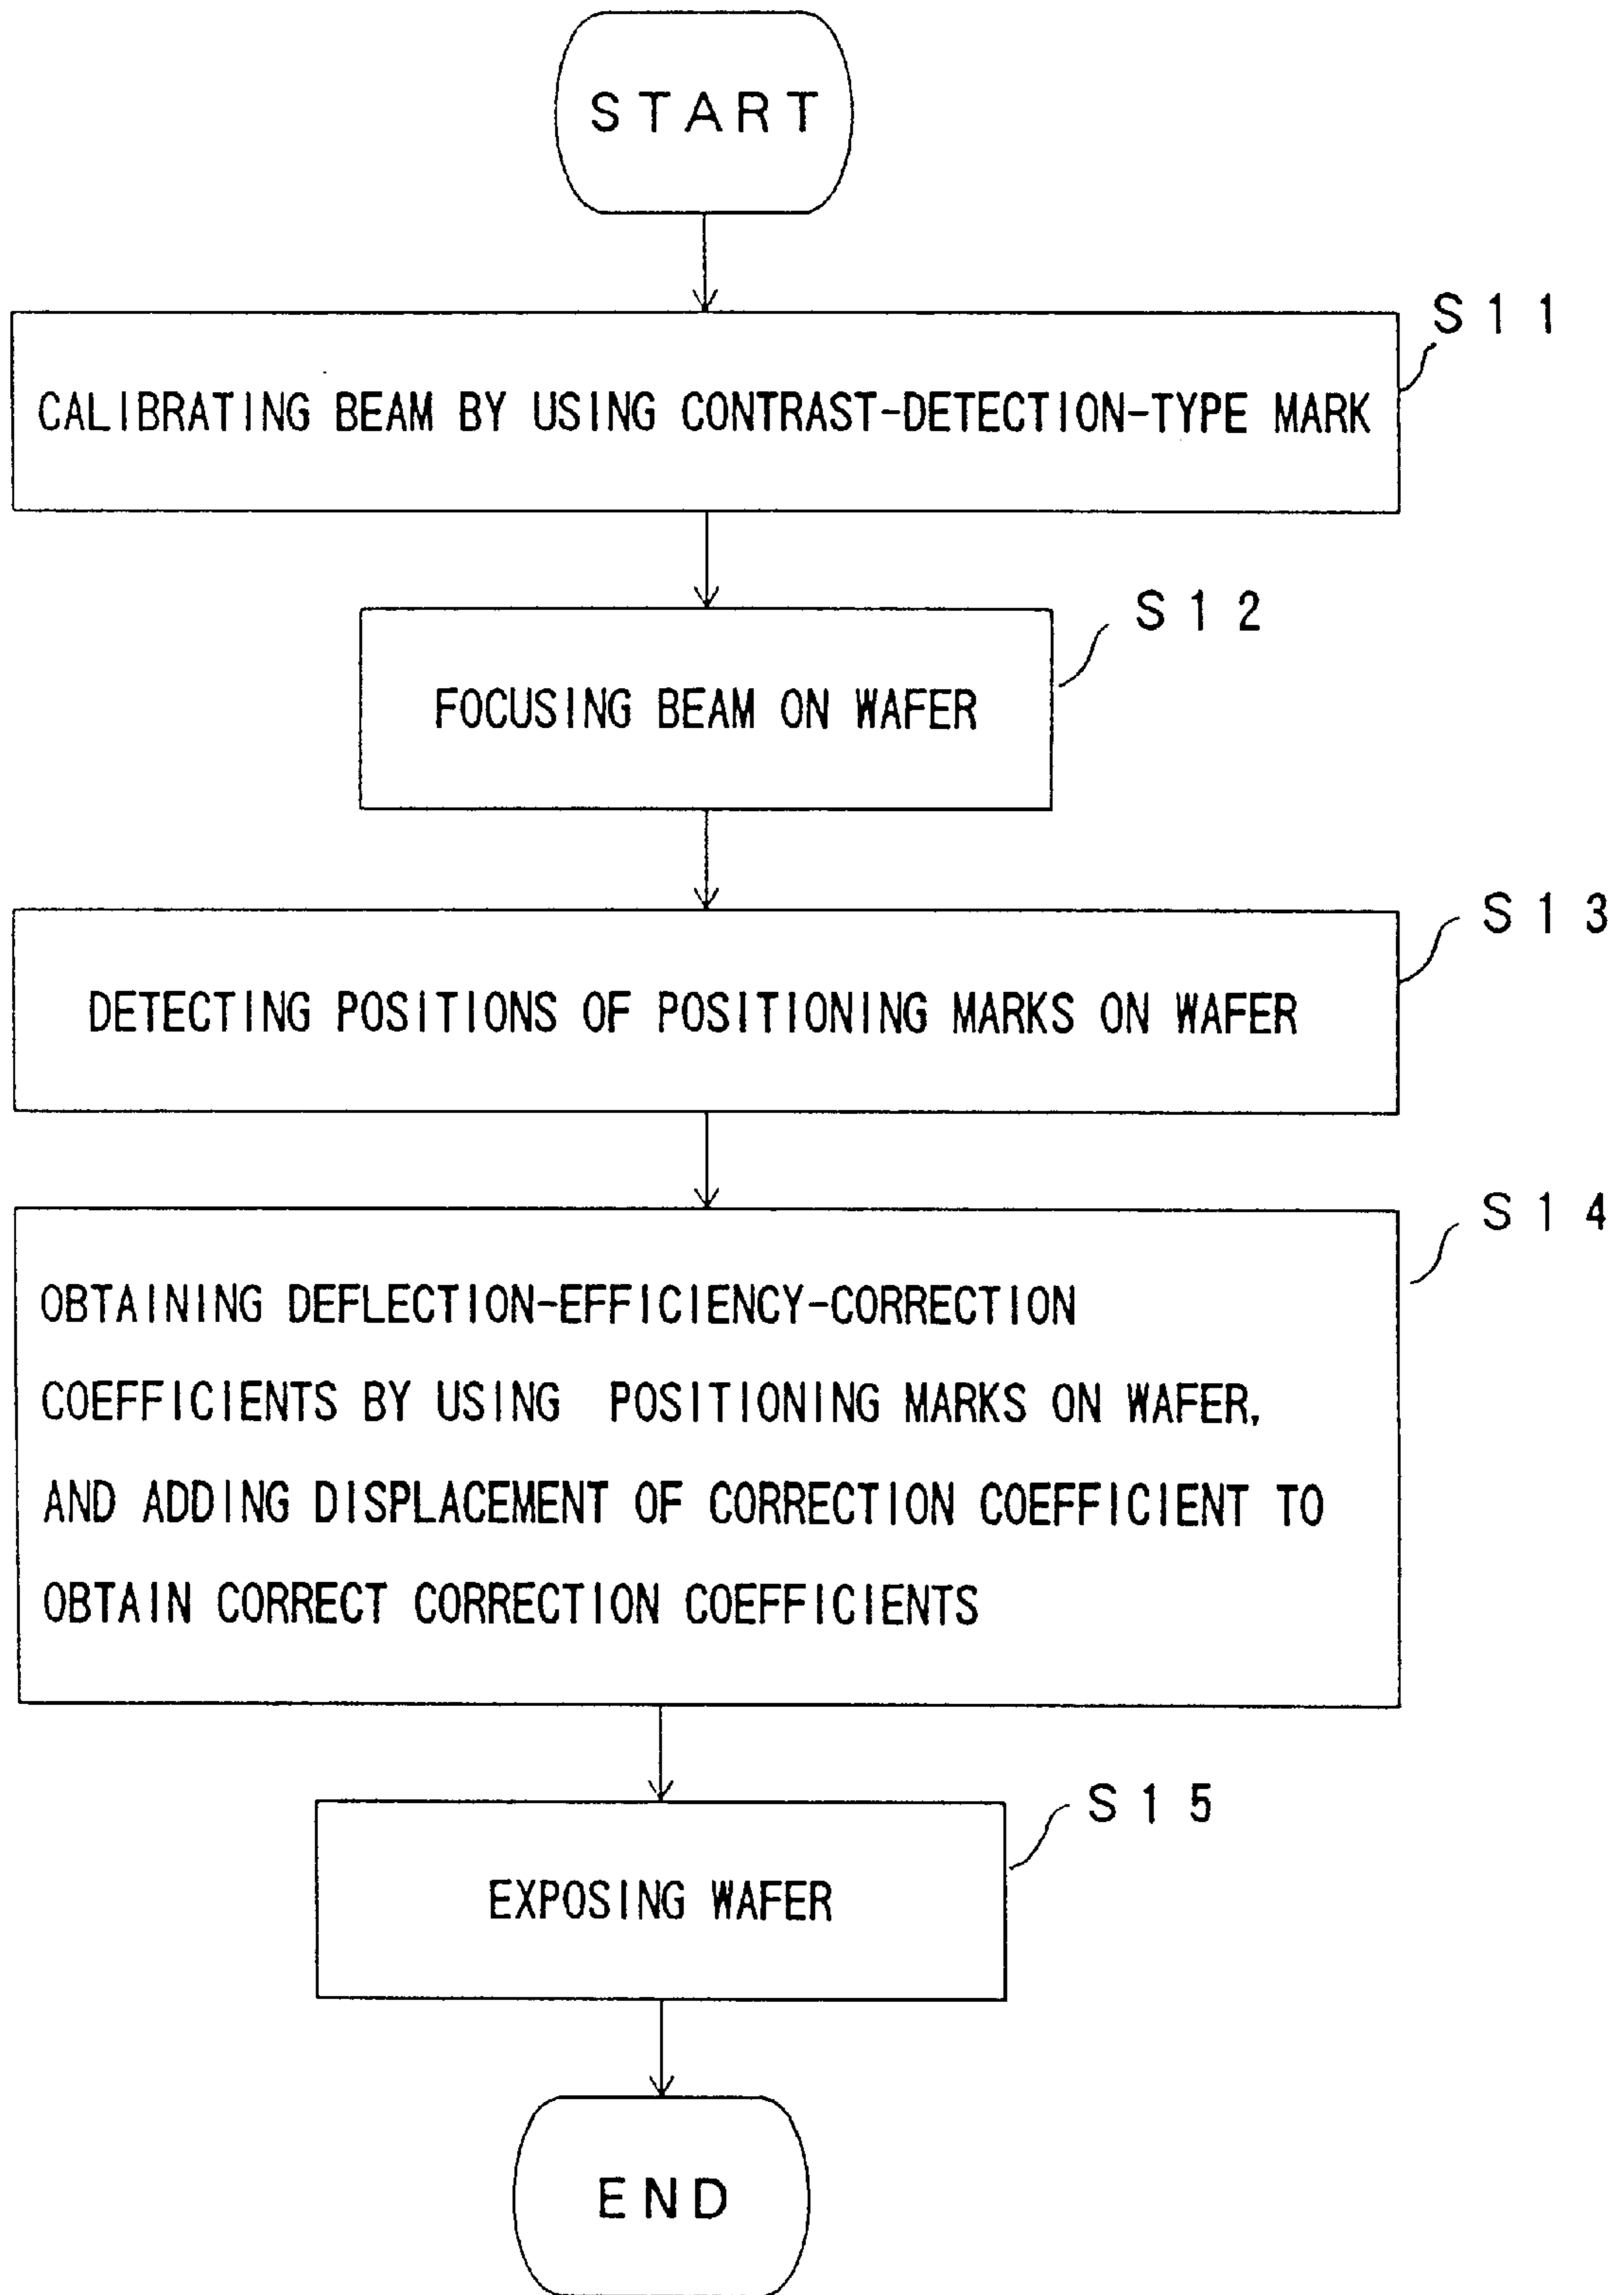 START
S11
CALIBRATING BEAM BY USING CONTRAST-DETECTION-TYPE MARK
S12
FOCUSING BEAM ON WAFER
S13
DETECTING POSITIONS OF POSITIONING MARKS ON WAFER
S14
OBTAINING DEFLECTION-EFFICIENCY-CORRECTION
COEFFICIENTS BY USING POSITIONING MARKS ON WAFER,
AND ADDING DISPLACEMENT OF CORRECTION COEFFICIENT TO
OBTAIN CORRECT CORRECTION COEFFICIENTS
S15
EXPOSING WAFER
END